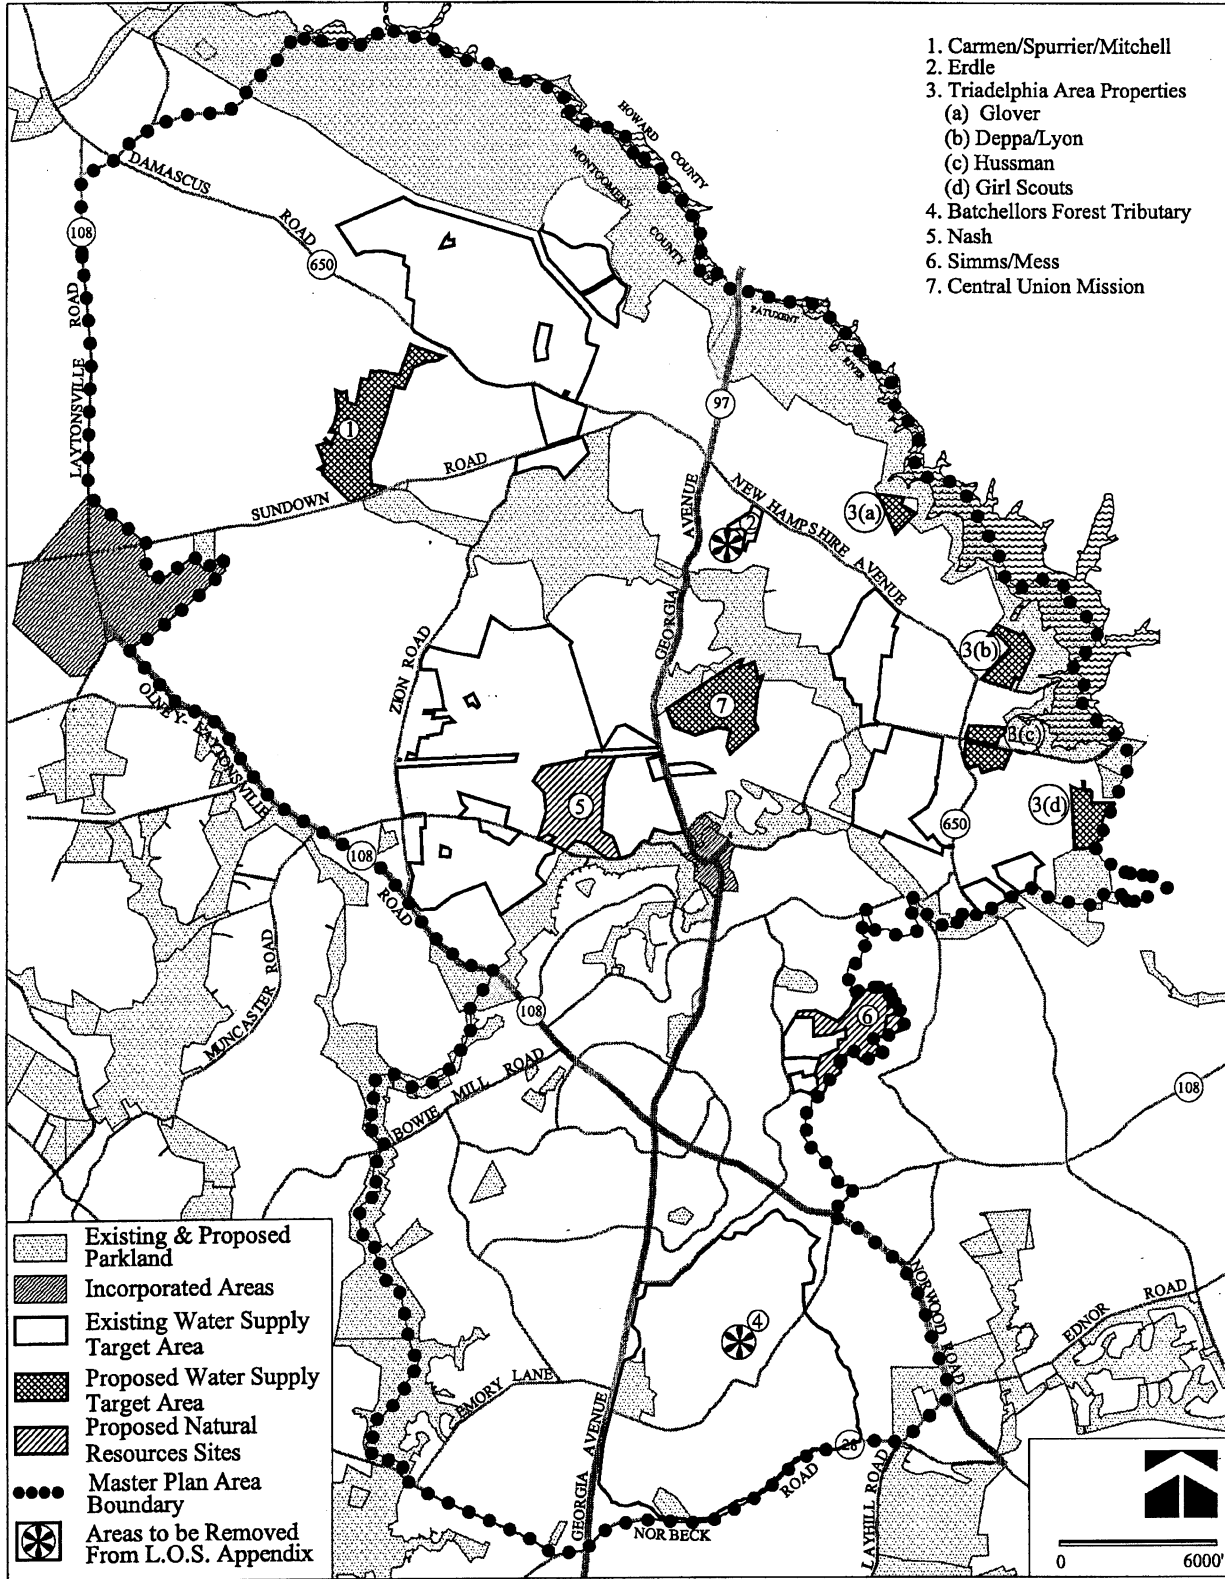 1. Carmen/Spurrier/Mitchell
2. Erdle
3. Triadelphia Area Properties
(a) Glover
(b) Deppa/Lyon
(c) Hussman
(d) Girl Scouts
4. Batchellors Forest Tributary
5. Nash
6. Simms/Mess
7. Central Union Mission
HOWARD COUNTY
MONTGOMERY COUNTY
DAMASCUS ROAD
108
650
LAYTONSVILLE ROAD
PATUXENT RIVER
97
1
SUNDOWN ROAD
GEORGIA AVENUE
NEW HAMPSHIRE AVENUE
2
3(a)
3(b)
ZION ROAD
7
3(c)
OLNEY-LAYTONSVILLE ROAD
5
3(d)
650
108
MUNCASTER ROAD
108
6
BOWIE MILL ROAD
108
NORWOOD ROAD
EDNOR ROAD
4
EMORY LANE
GEORGIA AVENUE
28
NORBECK ROAD
LAYHILL ROAD
Existing & Proposed
Parkland
Incorporated Areas
Existing Water Supply
Target Area
Proposed Water Supply
Target Area
Proposed Natural
Resources Sites
Master Plan Area
Boundary
Areas to be Removed
From L.O.S. Appendix
0 6000'